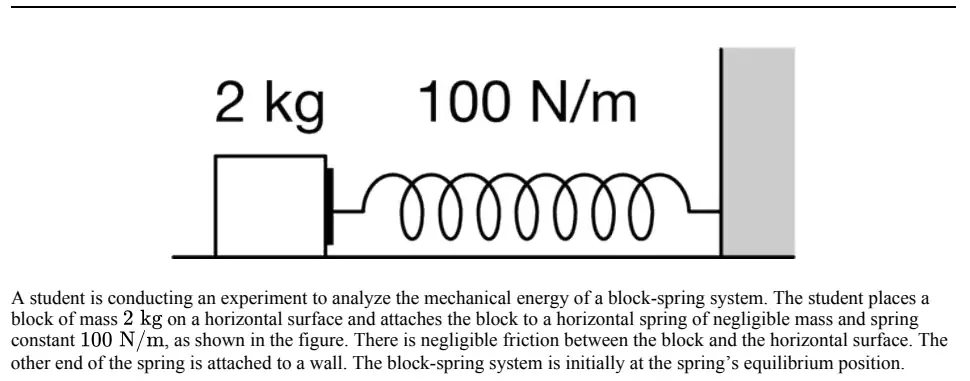 2 kg 100 N/m
A student is conducting an experiment to analyze the mechanical energy of a block-spring system. The student places a
block of mass 2 kg on a horizontal surface and attaches the block to a horizontal spring of negligible mass and spring
constant 100 N/m, as shown in the figure. There is negligible friction between the block and the horizontal surface. The
other end of the spring is attached to a wall. The block-spring system is initially at the spring’s equilibrium position.